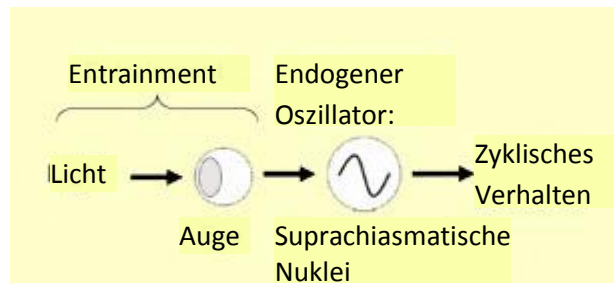 Entrainment
Endogener
Oszillator:
Licht
Zyklisches
Verhalten
Auge
Suprachiasmatische
Nuklei